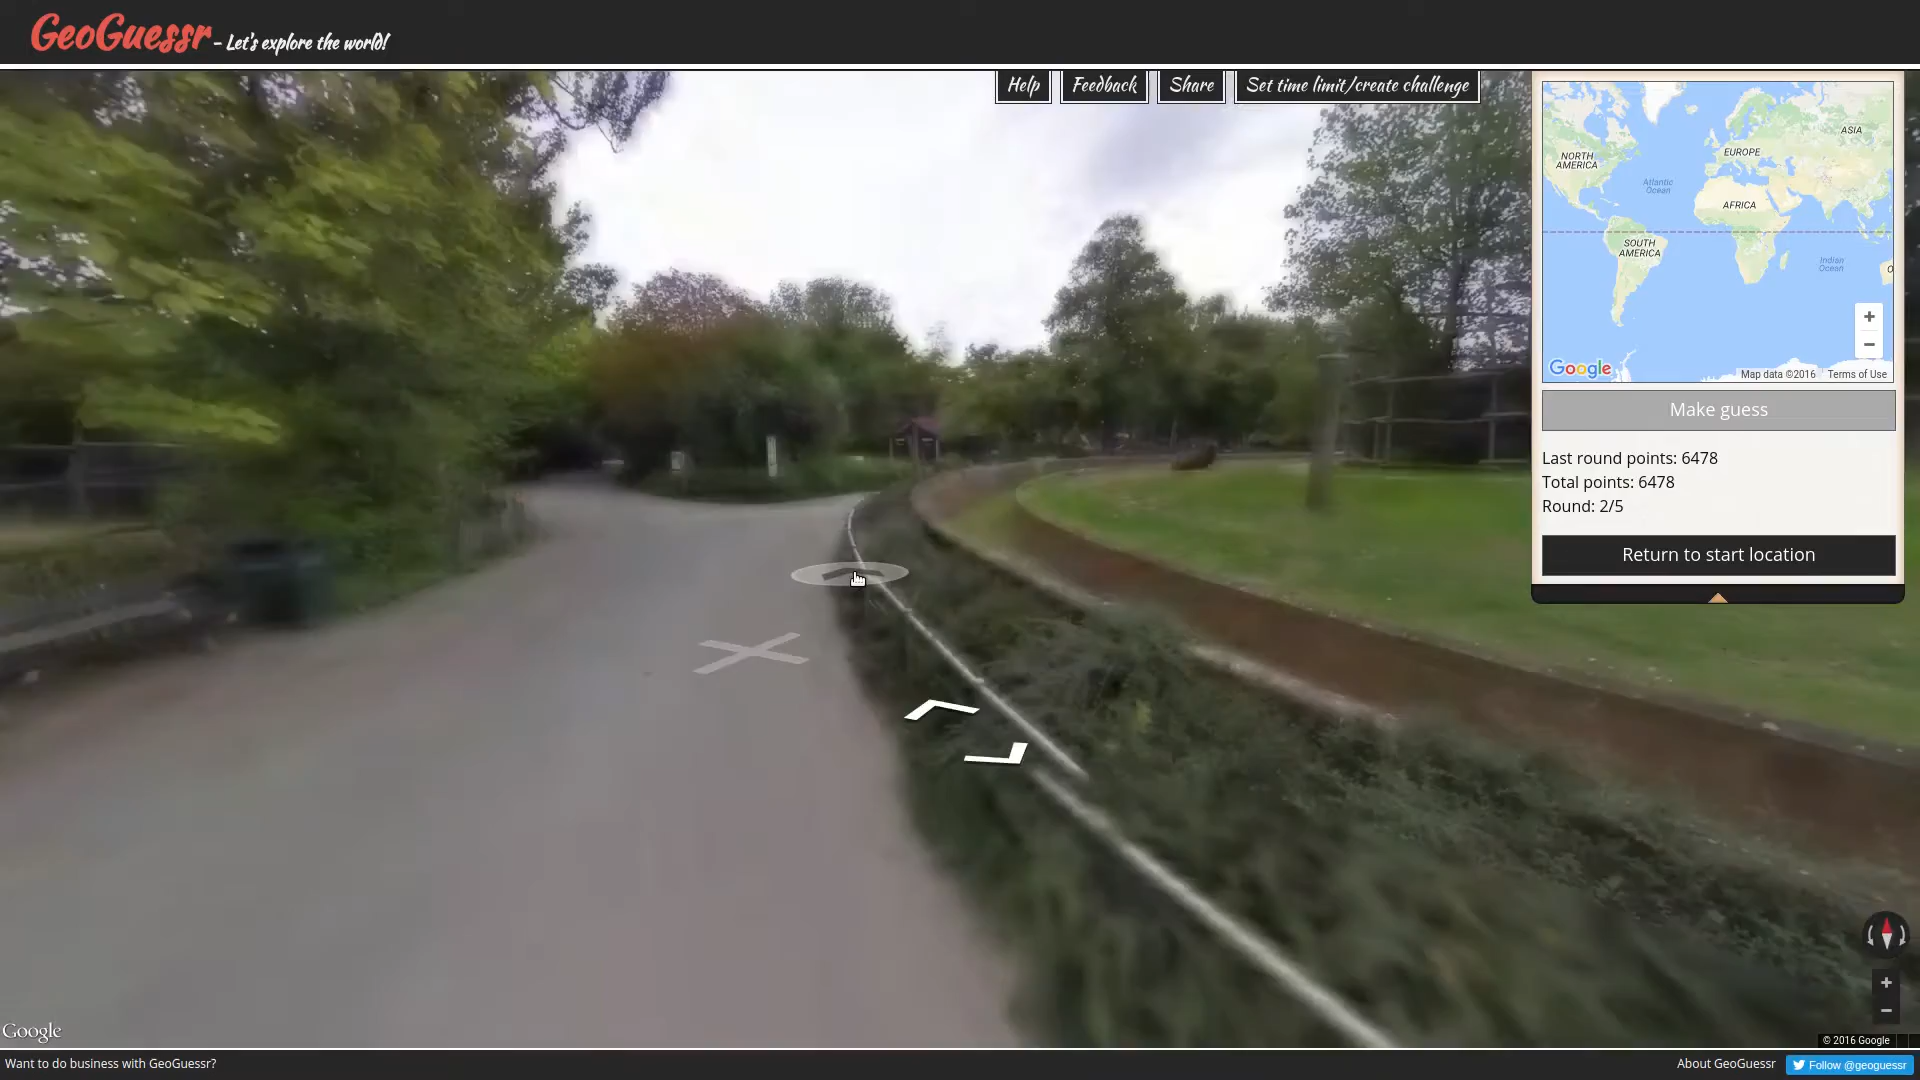 GeoGuessr - Let's explore the world!
Help
Feedback
Share
Set time limit/create challenge
NORTH
AMERICA
Atlantic
Ocean
EUROPE
ASIA
AFRICA
SOUTH
AMERICA
Indian
Ocean
O
+
−
Google
Map data ©2016
Terms of Use
Make guess
Last round points: 6478
Total points: 6478
Round: 2/5
Return to start location
+
−
Google
© 2016 Google
Want to do business with GeoGuessr?
About GeoGuessr
Follow @geoguessr